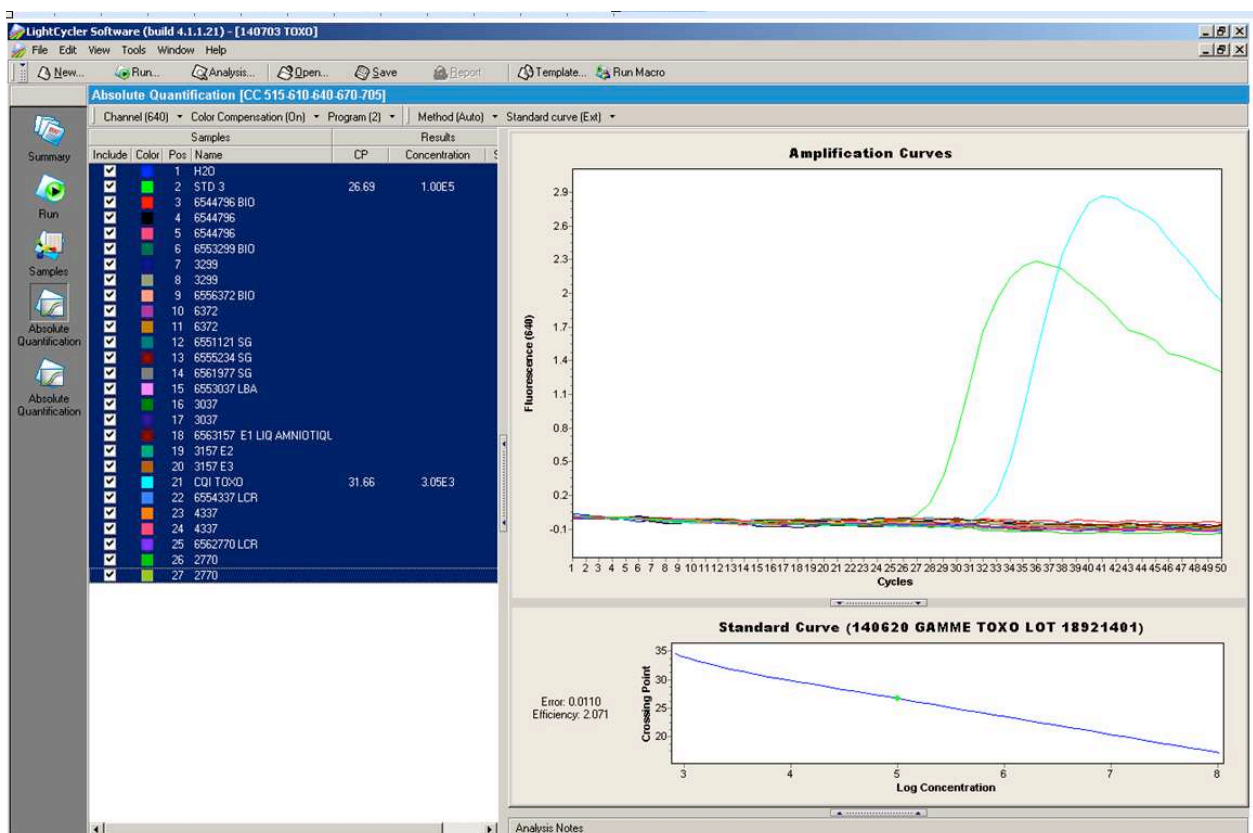 LightCycler Software (build 4.1.1.21) - [140703 TOXO]
File Edit View Tools Window Help
New... Run... Analysis... Open... Save Report Template... Run Macro
Absolute Quantification [CC 515-610-640-670-705]
Channel (640) Color Compensation (On) Program (2) Method (Auto) Standard curve (Ext)
Summary
Run
Samples
Absolute
Quantification
Absolute
Quantification
Samples Results
Include Color Pos Name CP Concentration S
1 H2O
2 STD 3 26.69 1.00E5
3 6544796 BIO
4 6544796
5 6544796
6 6553299 BIO
7 3299
8 3299
9 6556372 BIO
10 6372
11 6372
12 6551121 SG
13 6555234 SG
14 6561977 SG
15 6553037 LBA
16 3037
17 3037
18 6563157 E1 LIQ AMNIOTIQU
19 3157 E2
20 3157 E3
21 CQI TOXO 31.66 3.05E3
22 6554337 LCR
23 4337
24 4337
25 6562770 LCR
26 2770
27 2770
Amplification Curves
Fluorescence (640)
2.9
2.6
2.3
2
1.7
1.4
1.1
0.8
0.5
0.2
-0.1
1 2 3 4 5 6 7 8 9 10 11 12 13 14 15 16 17 18 19 20 21 22 23 24 25 26 27 28 29 30 31 32 33 34 35 36 37 38 39 40 41 42 43 44 45 46 47 48 49 50
Cycles
Standard Curve (140620 GAMME TOXO LOT 18921401)
Error: 0.0110
Efficiency: 2.071
Crossing Point
35
30
25
20
3 4 5 6 7 8
Log Concentration
Analysis Notes